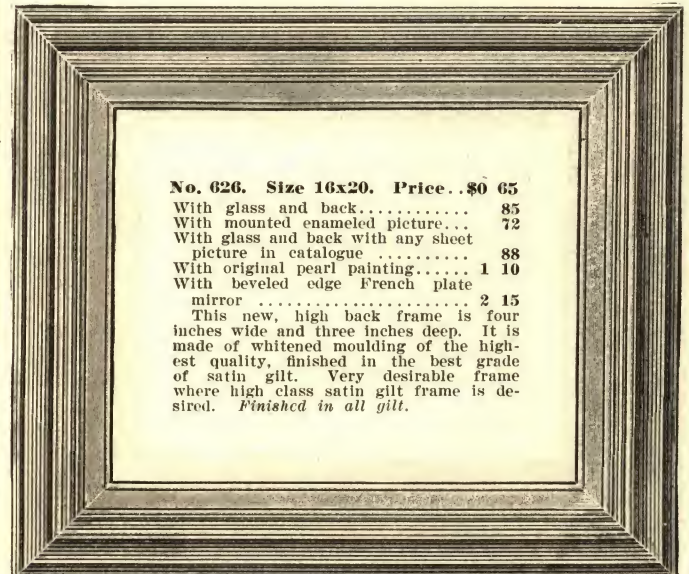 No. 626. Size 16x20. Price..$0 65
With glass and back............ 85
With mounted enameled picture... 72
With glass and back with any sheet
picture in catalogue .......... 88
With original pearl painting...... 1 10
With beveled edge French plate
mirror ....................... 2 15
This new, high back frame is four
inches wide and three inches deep. It is
made of whitened moulding of the high-
est quality, finished in the best grade
of satin gilt. Very desirable frame
where high class satin gilt frame is de-
sired. Finished in all gilt.